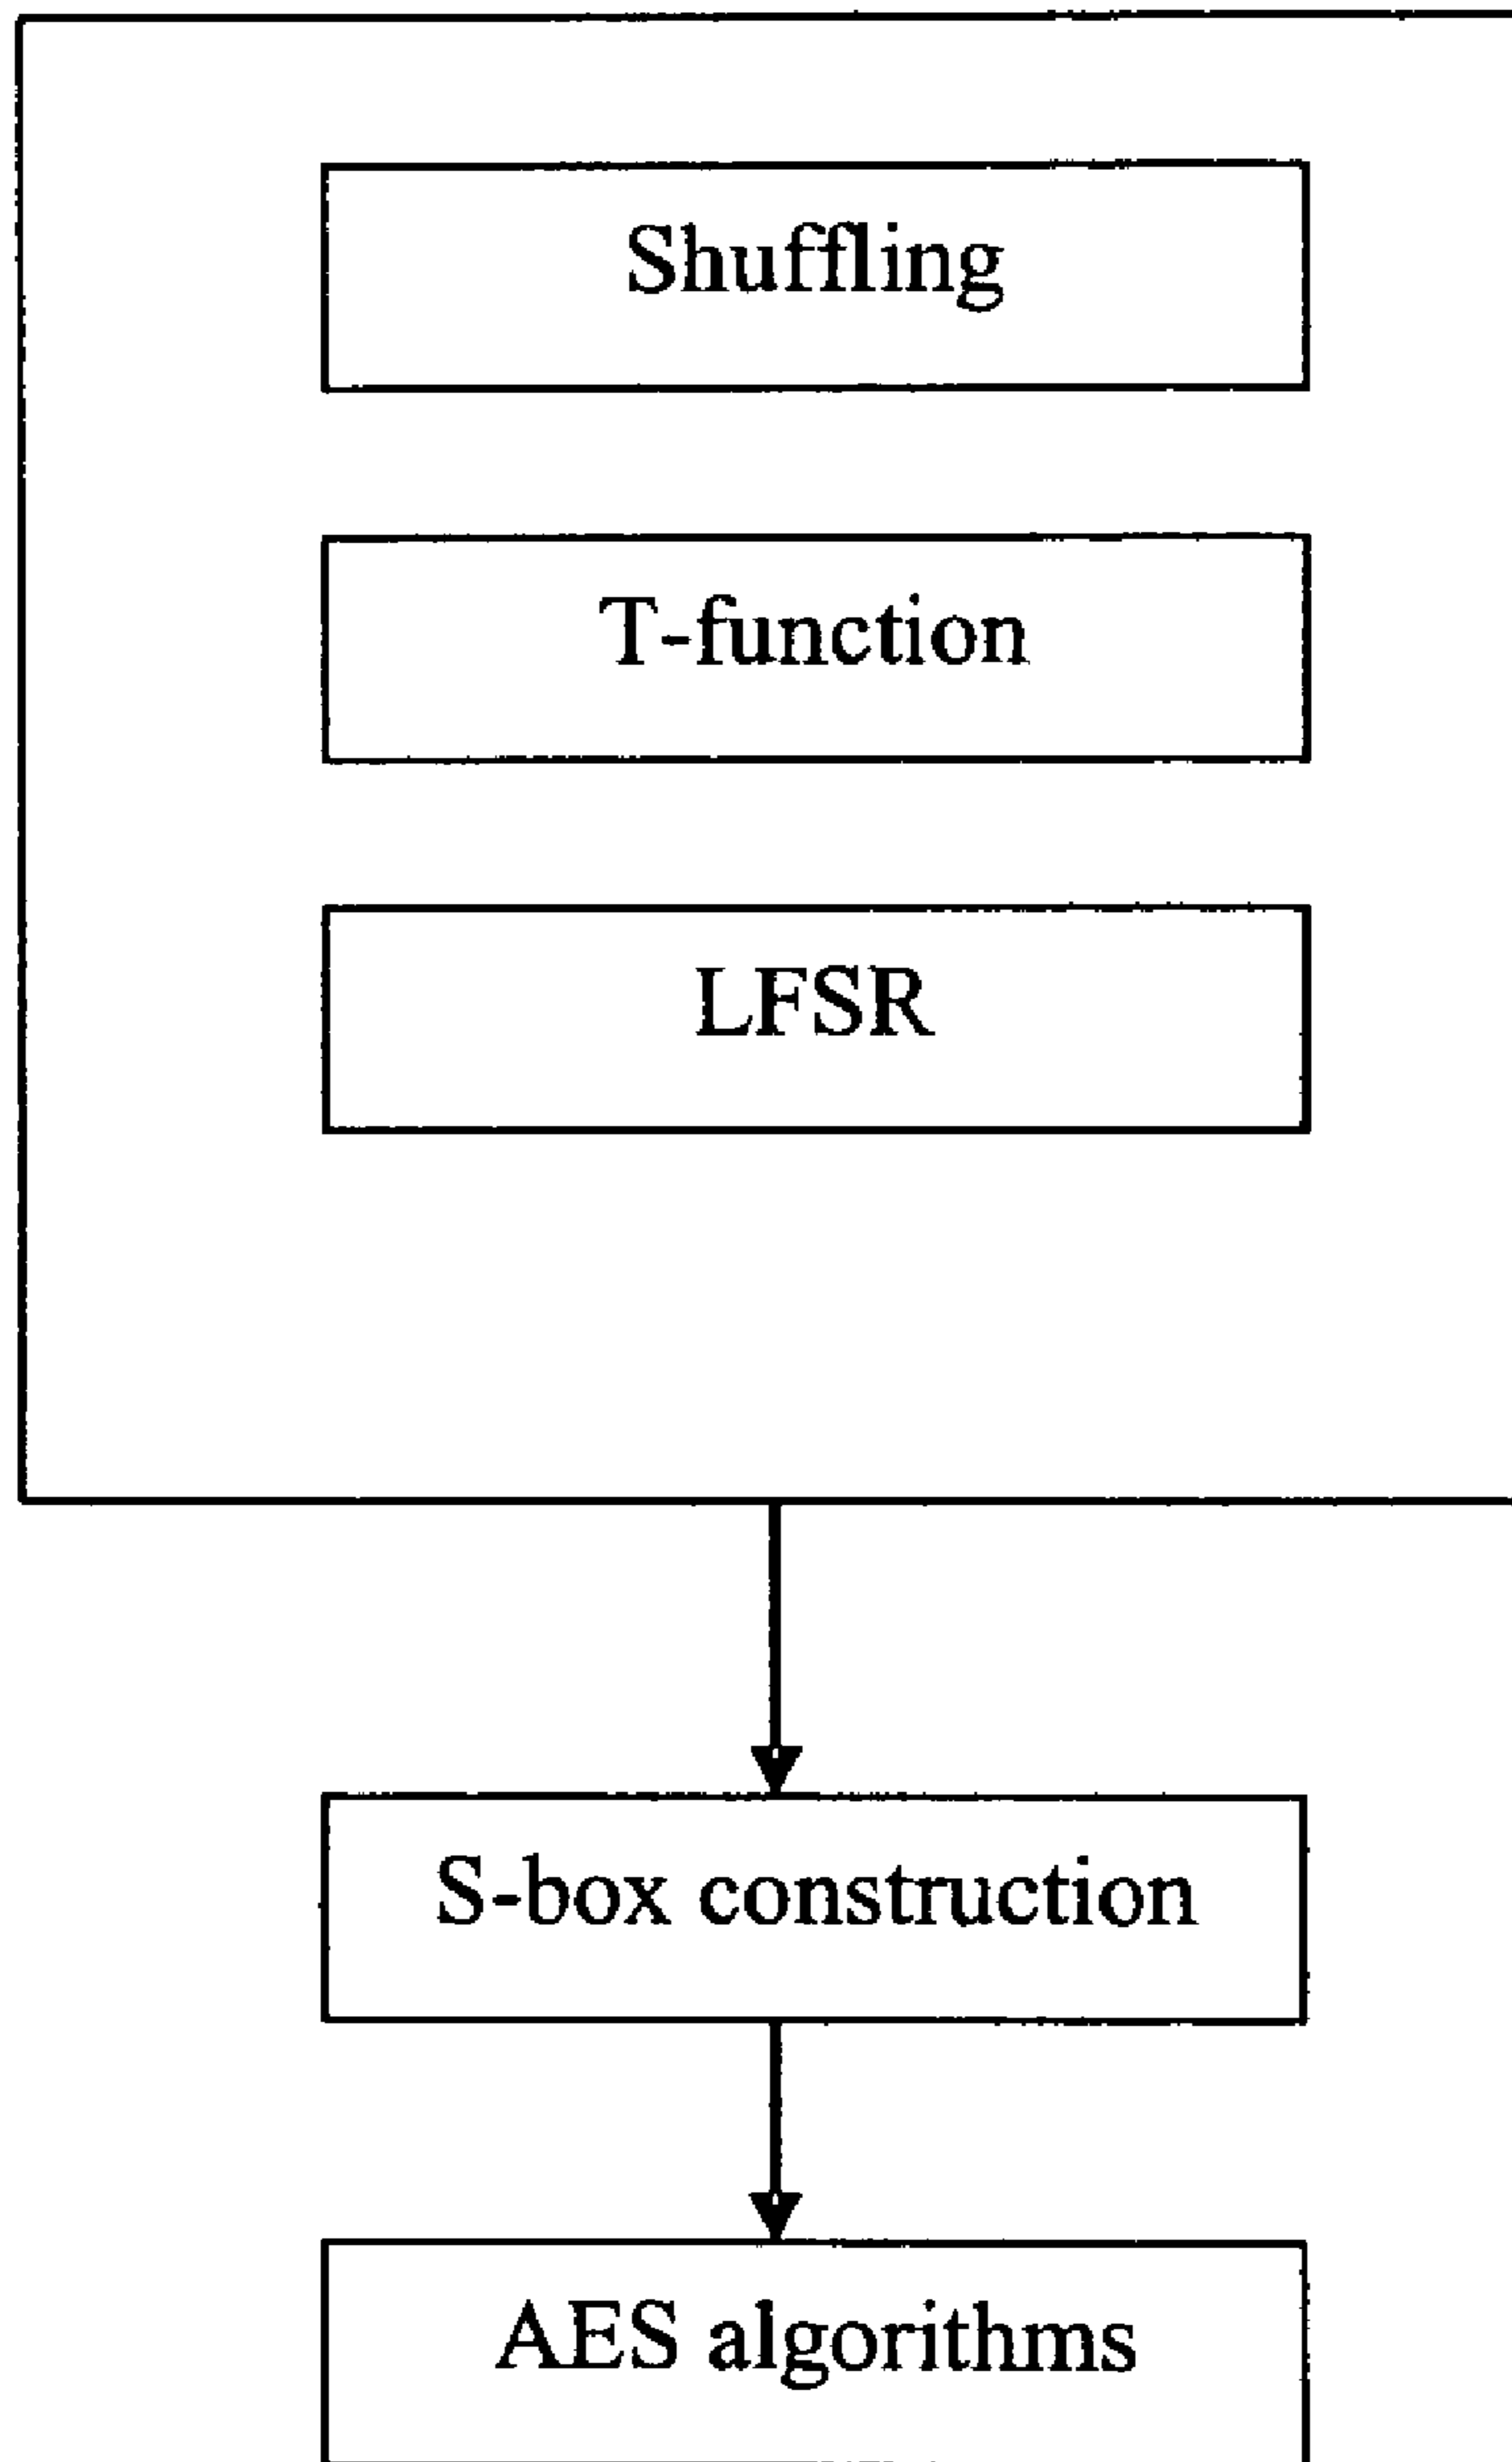 Shuffling
T-function
LFSR
S-box construction
AES algorithms